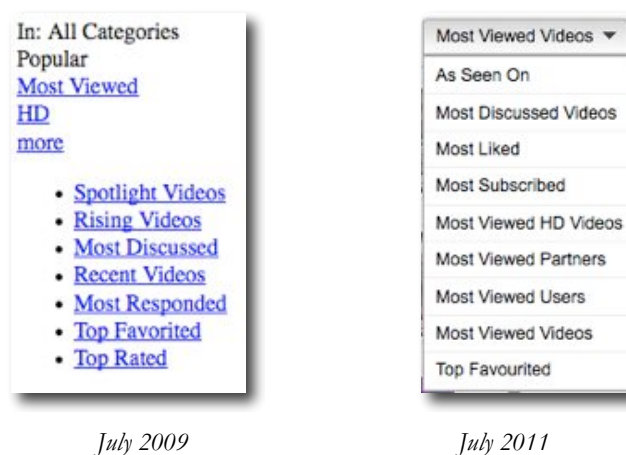 In: All Categories
Popular
Most Viewed
HD
more
• Spotlight Videos
• Rising Videos
• Most Discussed
• Recent Videos
• Most Responded
• Top Favorited
• Top Rated
July 2009
Most Viewed Videos
As Seen On
Most Discussed Videos
Most Liked
Most Subscribed
Most Viewed HD Videos
Most Viewed Partners
Most Viewed Users
Most Viewed Videos
Top Favourited
July 2011